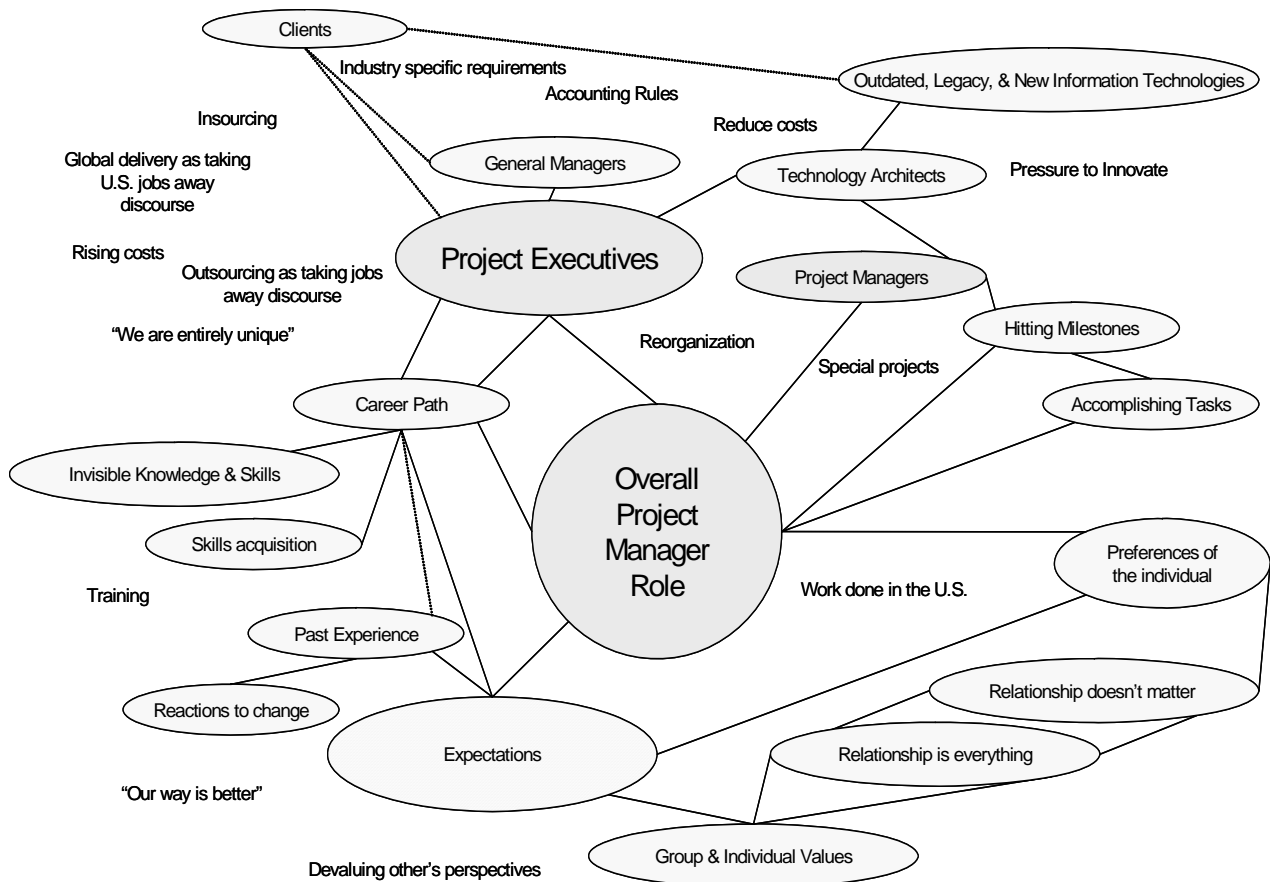 Clients
Industry specific requirements
Outdated, Legacy, & New Information Technologies
Accounting Rules
Insourcing
Reduce costs
General Managers
Global delivery as taking
U.S. jobs away
discourse
Technology Architects
Pressure to Innovate
Rising costs
Project Executives
Outsourcing as taking jobs
away discourse
Project Managers
“We are entirely unique”
Reorganization
Hitting Milestones
Special projects
Career Path
Accomplishing Tasks
Invisible Knowledge & Skills
Overall
Project
Manager
Role
Skills acquisition
Preferences of
the individual
Training
Work done in the U.S.
Past Experience
Reactions to change
Relationship doesn’t matter
Expectations
Relationship is everything
“Our way is better”
Group & Individual Values
Devaluing other’s perspectives